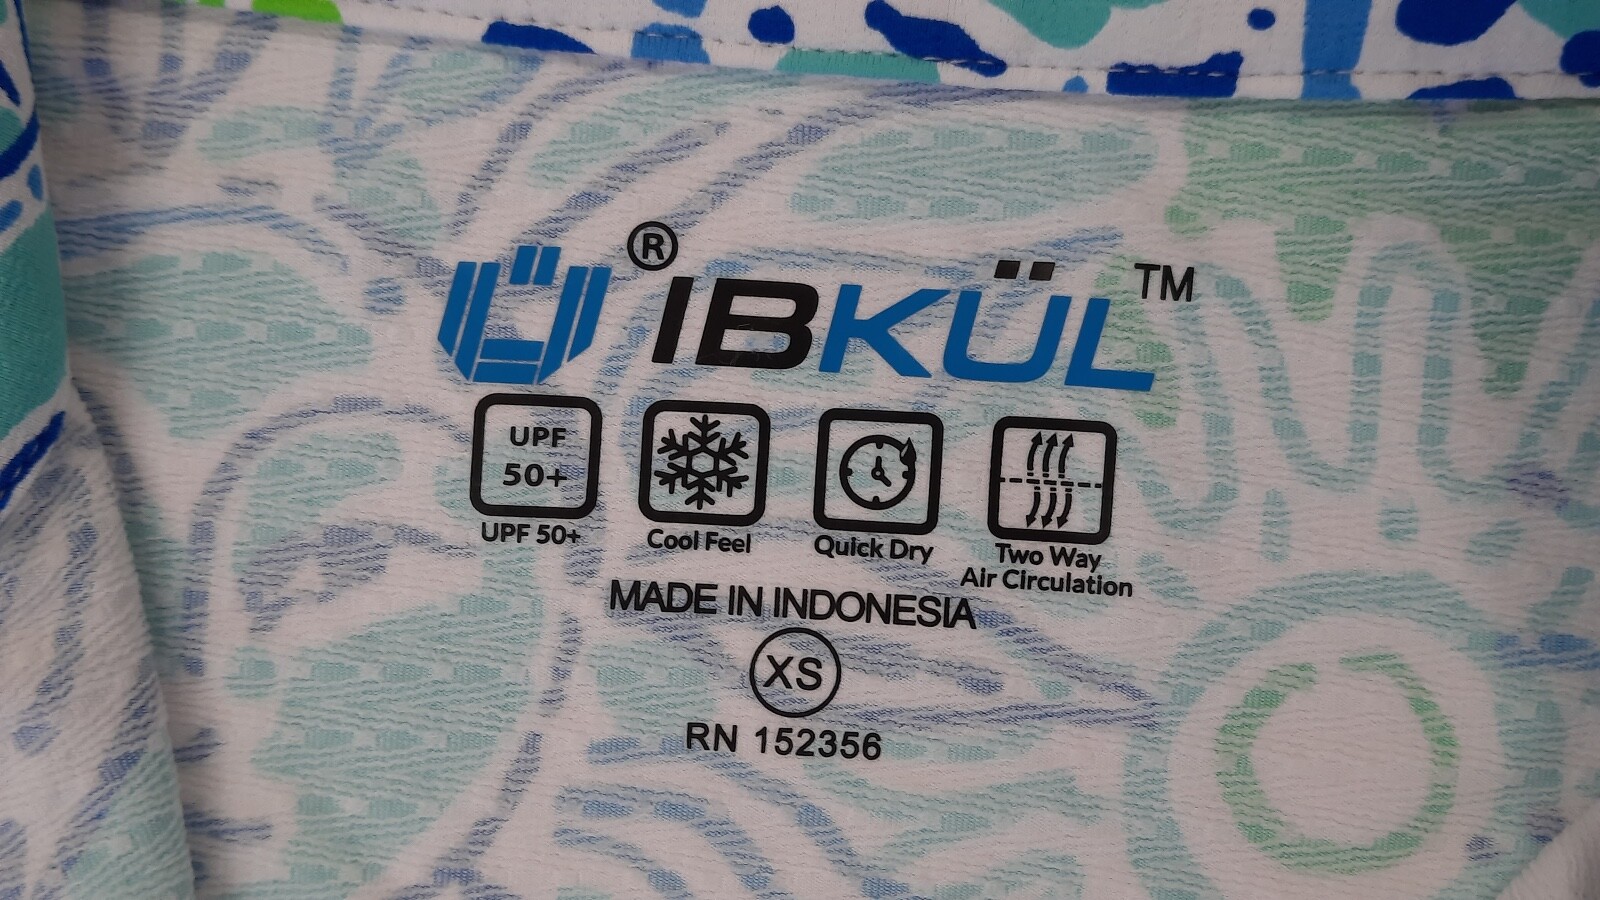 ® IBKÜL™
UPF
50+
UPF 50+
Cool Feel
Quick Dry
Two Way
Air Circulation
MADE IN INDONESIA
XS
RN 152356